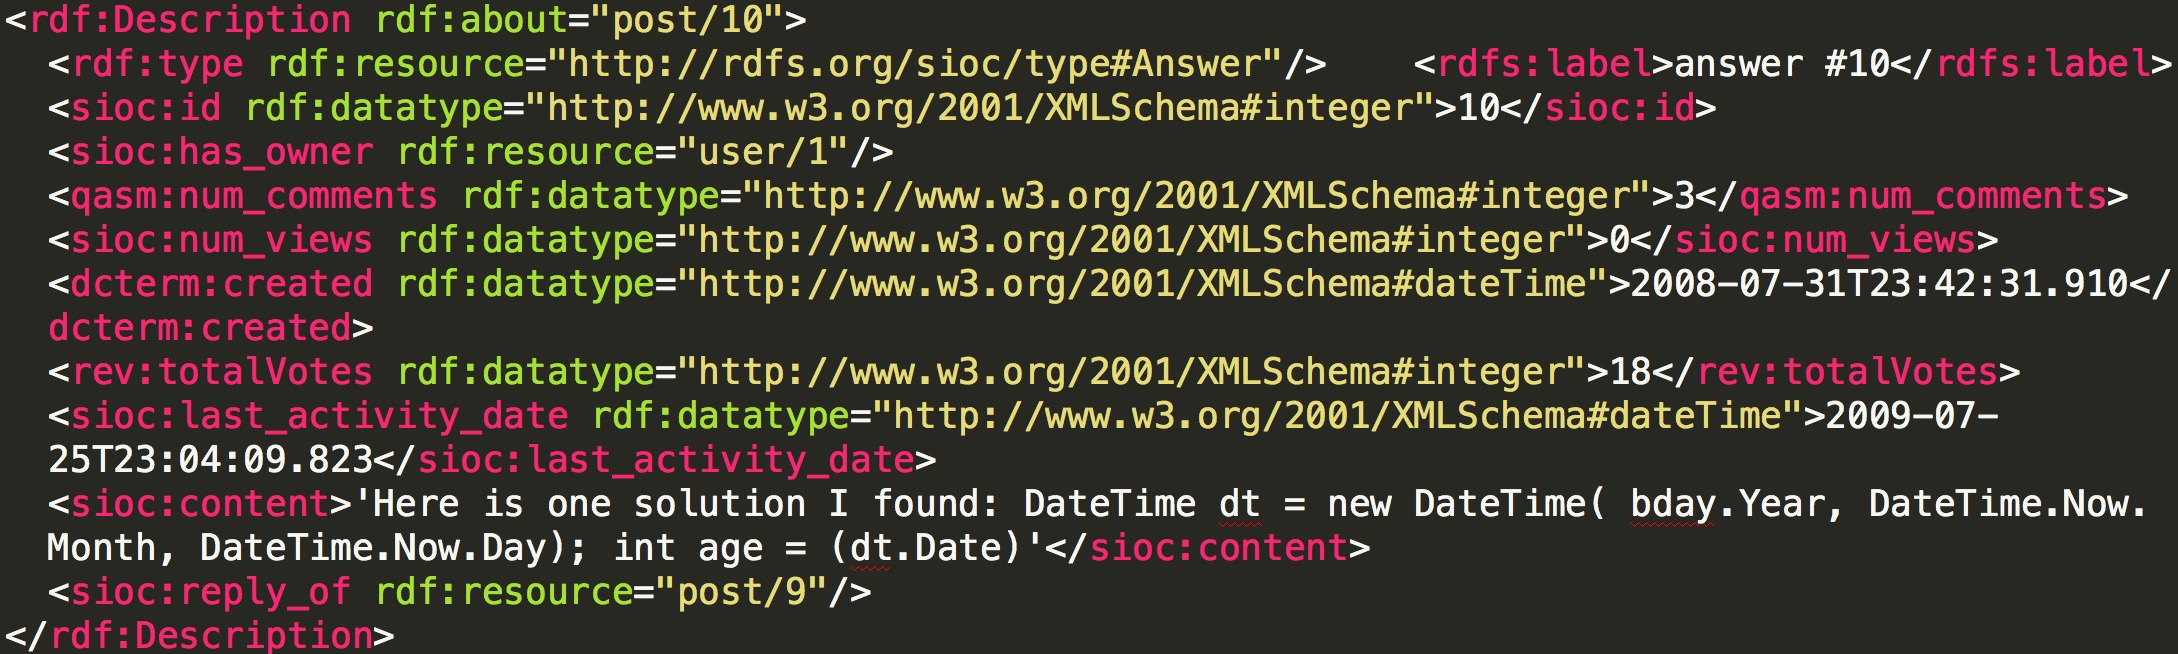 <rdf:Description rdf:about="post/10">
<rdf:type rdf:resource="http://rdfs.org/sioc/type#Answer"/>    <rdfs:label>answer #10</rdfs:label>
<sioc:id rdf:datatype="http://www.w3.org/2001/XMLSchema#integer">10</sioc:id>
<sioc:has_owner rdf:resource="user/1"/>
<qasm:num_comments rdf:datatype="http://www.w3.org/2001/XMLSchema#integer">3</qasm:num_comments>
<sioc:num_views rdf:datatype="http://www.w3.org/2001/XMLSchema#integer">0</sioc:num_views>
<dcterm:created rdf:datatype="http://www.w3.org/2001/XMLSchema#dateTime">2008-07-31T23:42:31.910</
dcterm:created>
<rev:totalVotes rdf:datatype="http://www.w3.org/2001/XMLSchema#integer">18</rev:totalVotes>
<sioc:last_activity_date rdf:datatype="http://www.w3.org/2001/XMLSchema#dateTime">2009-07-
25T23:04:09.823</sioc:last_activity_date>
<sioc:content>'Here is one solution I found: DateTime dt = new DateTime( bday.Year, DateTime.Now.
Month, DateTime.Now.Day); int age = (dt.Date)'</sioc:content>
<sioc:reply_of rdf:resource="post/9"/>
</rdf:Description>